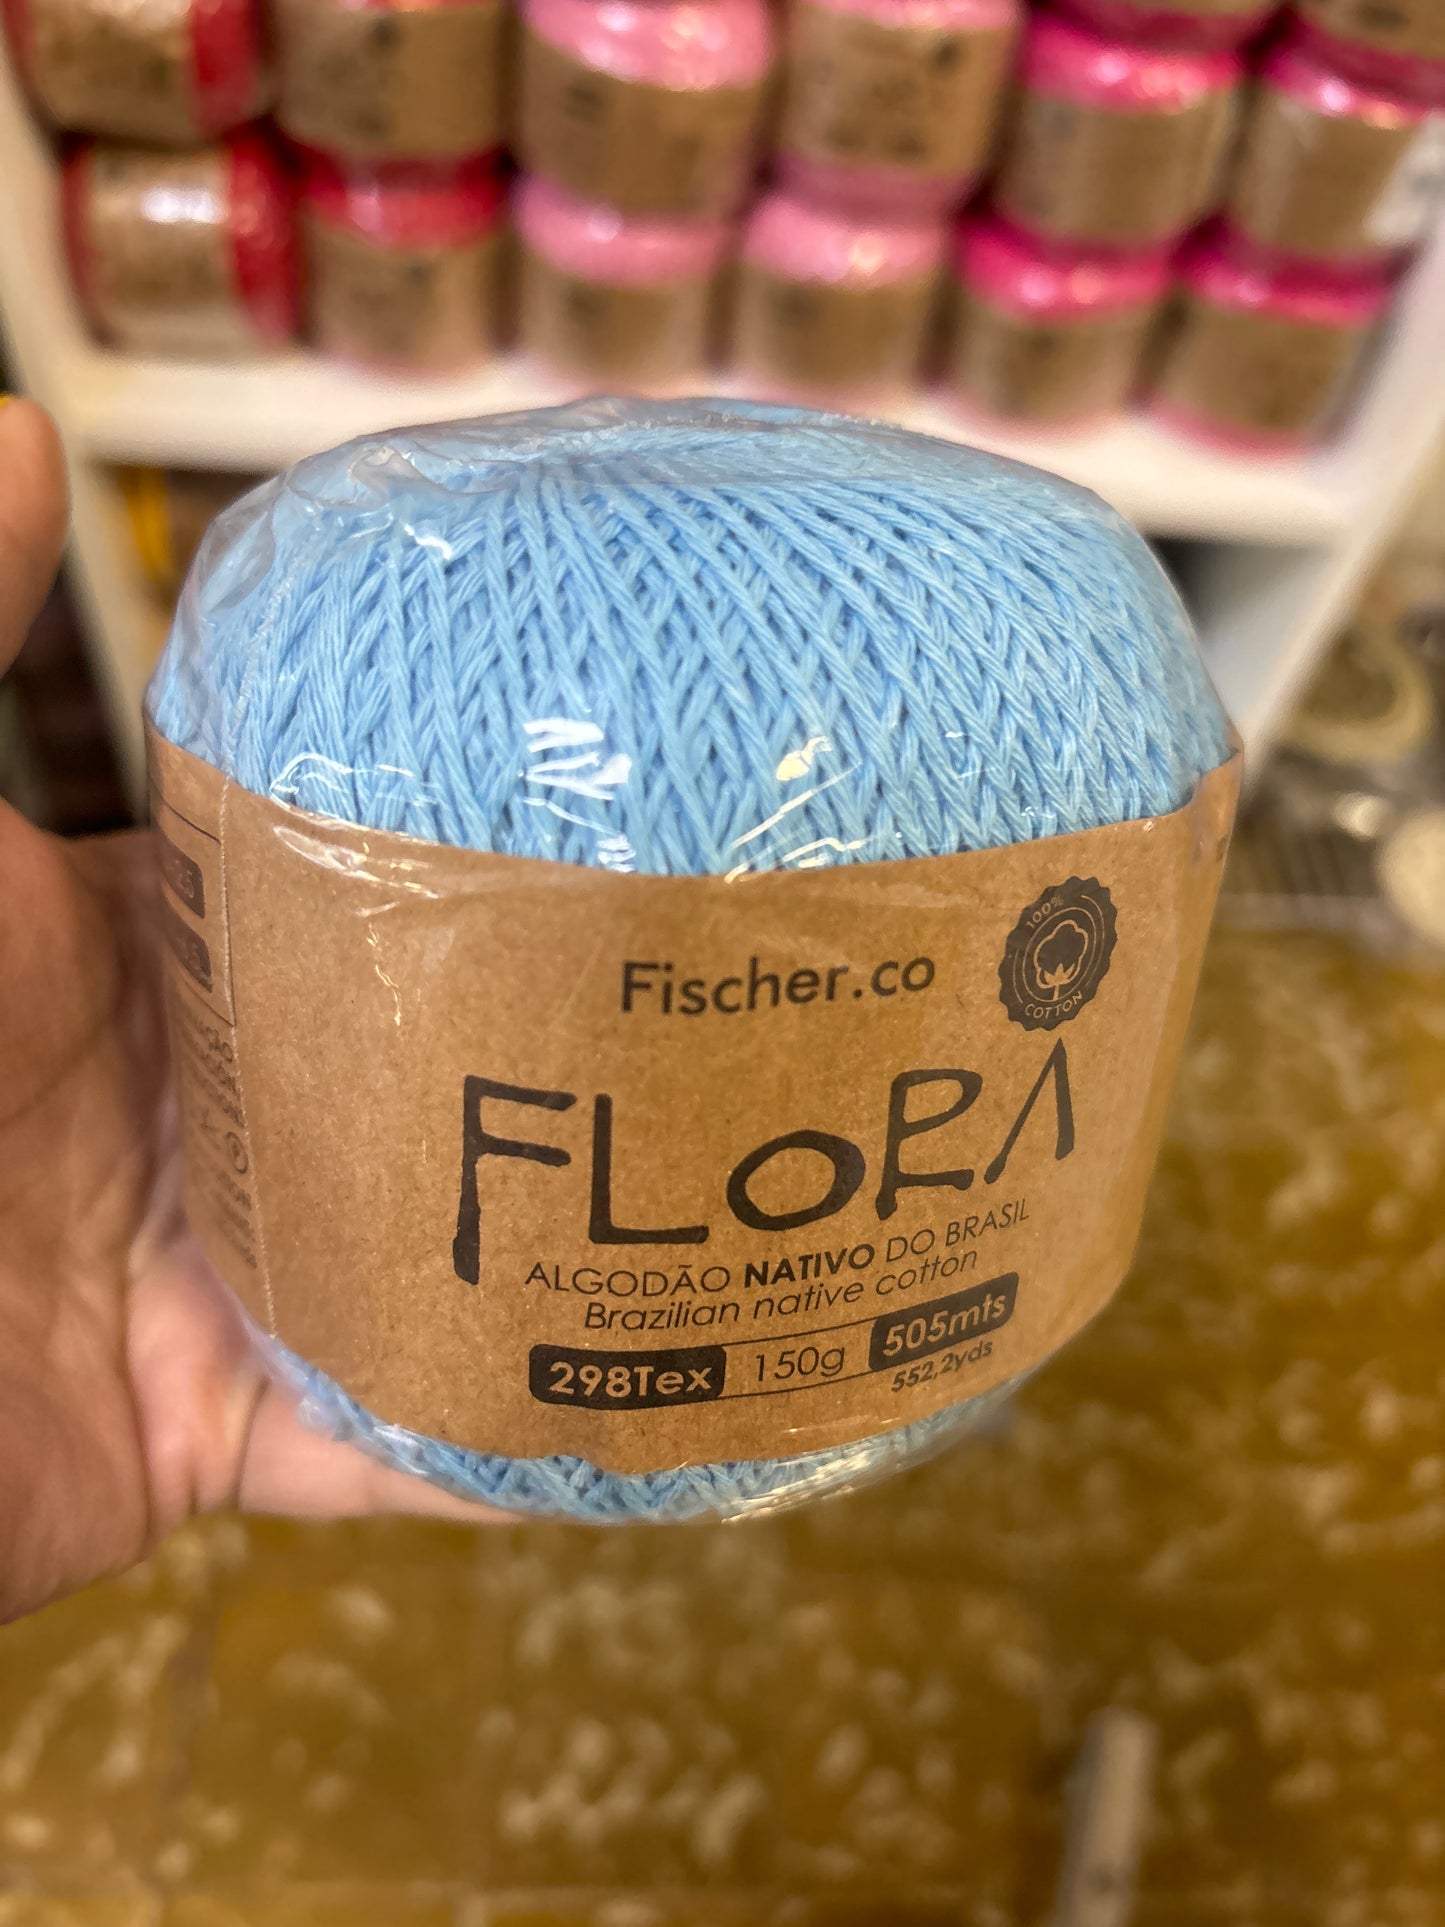 Fischer.co
100%
COTTON
FLORA
ALGODÃO NATIVO DO BRASIL
Brazilian native cotton
298Tex 150g 505mts
552,2yds